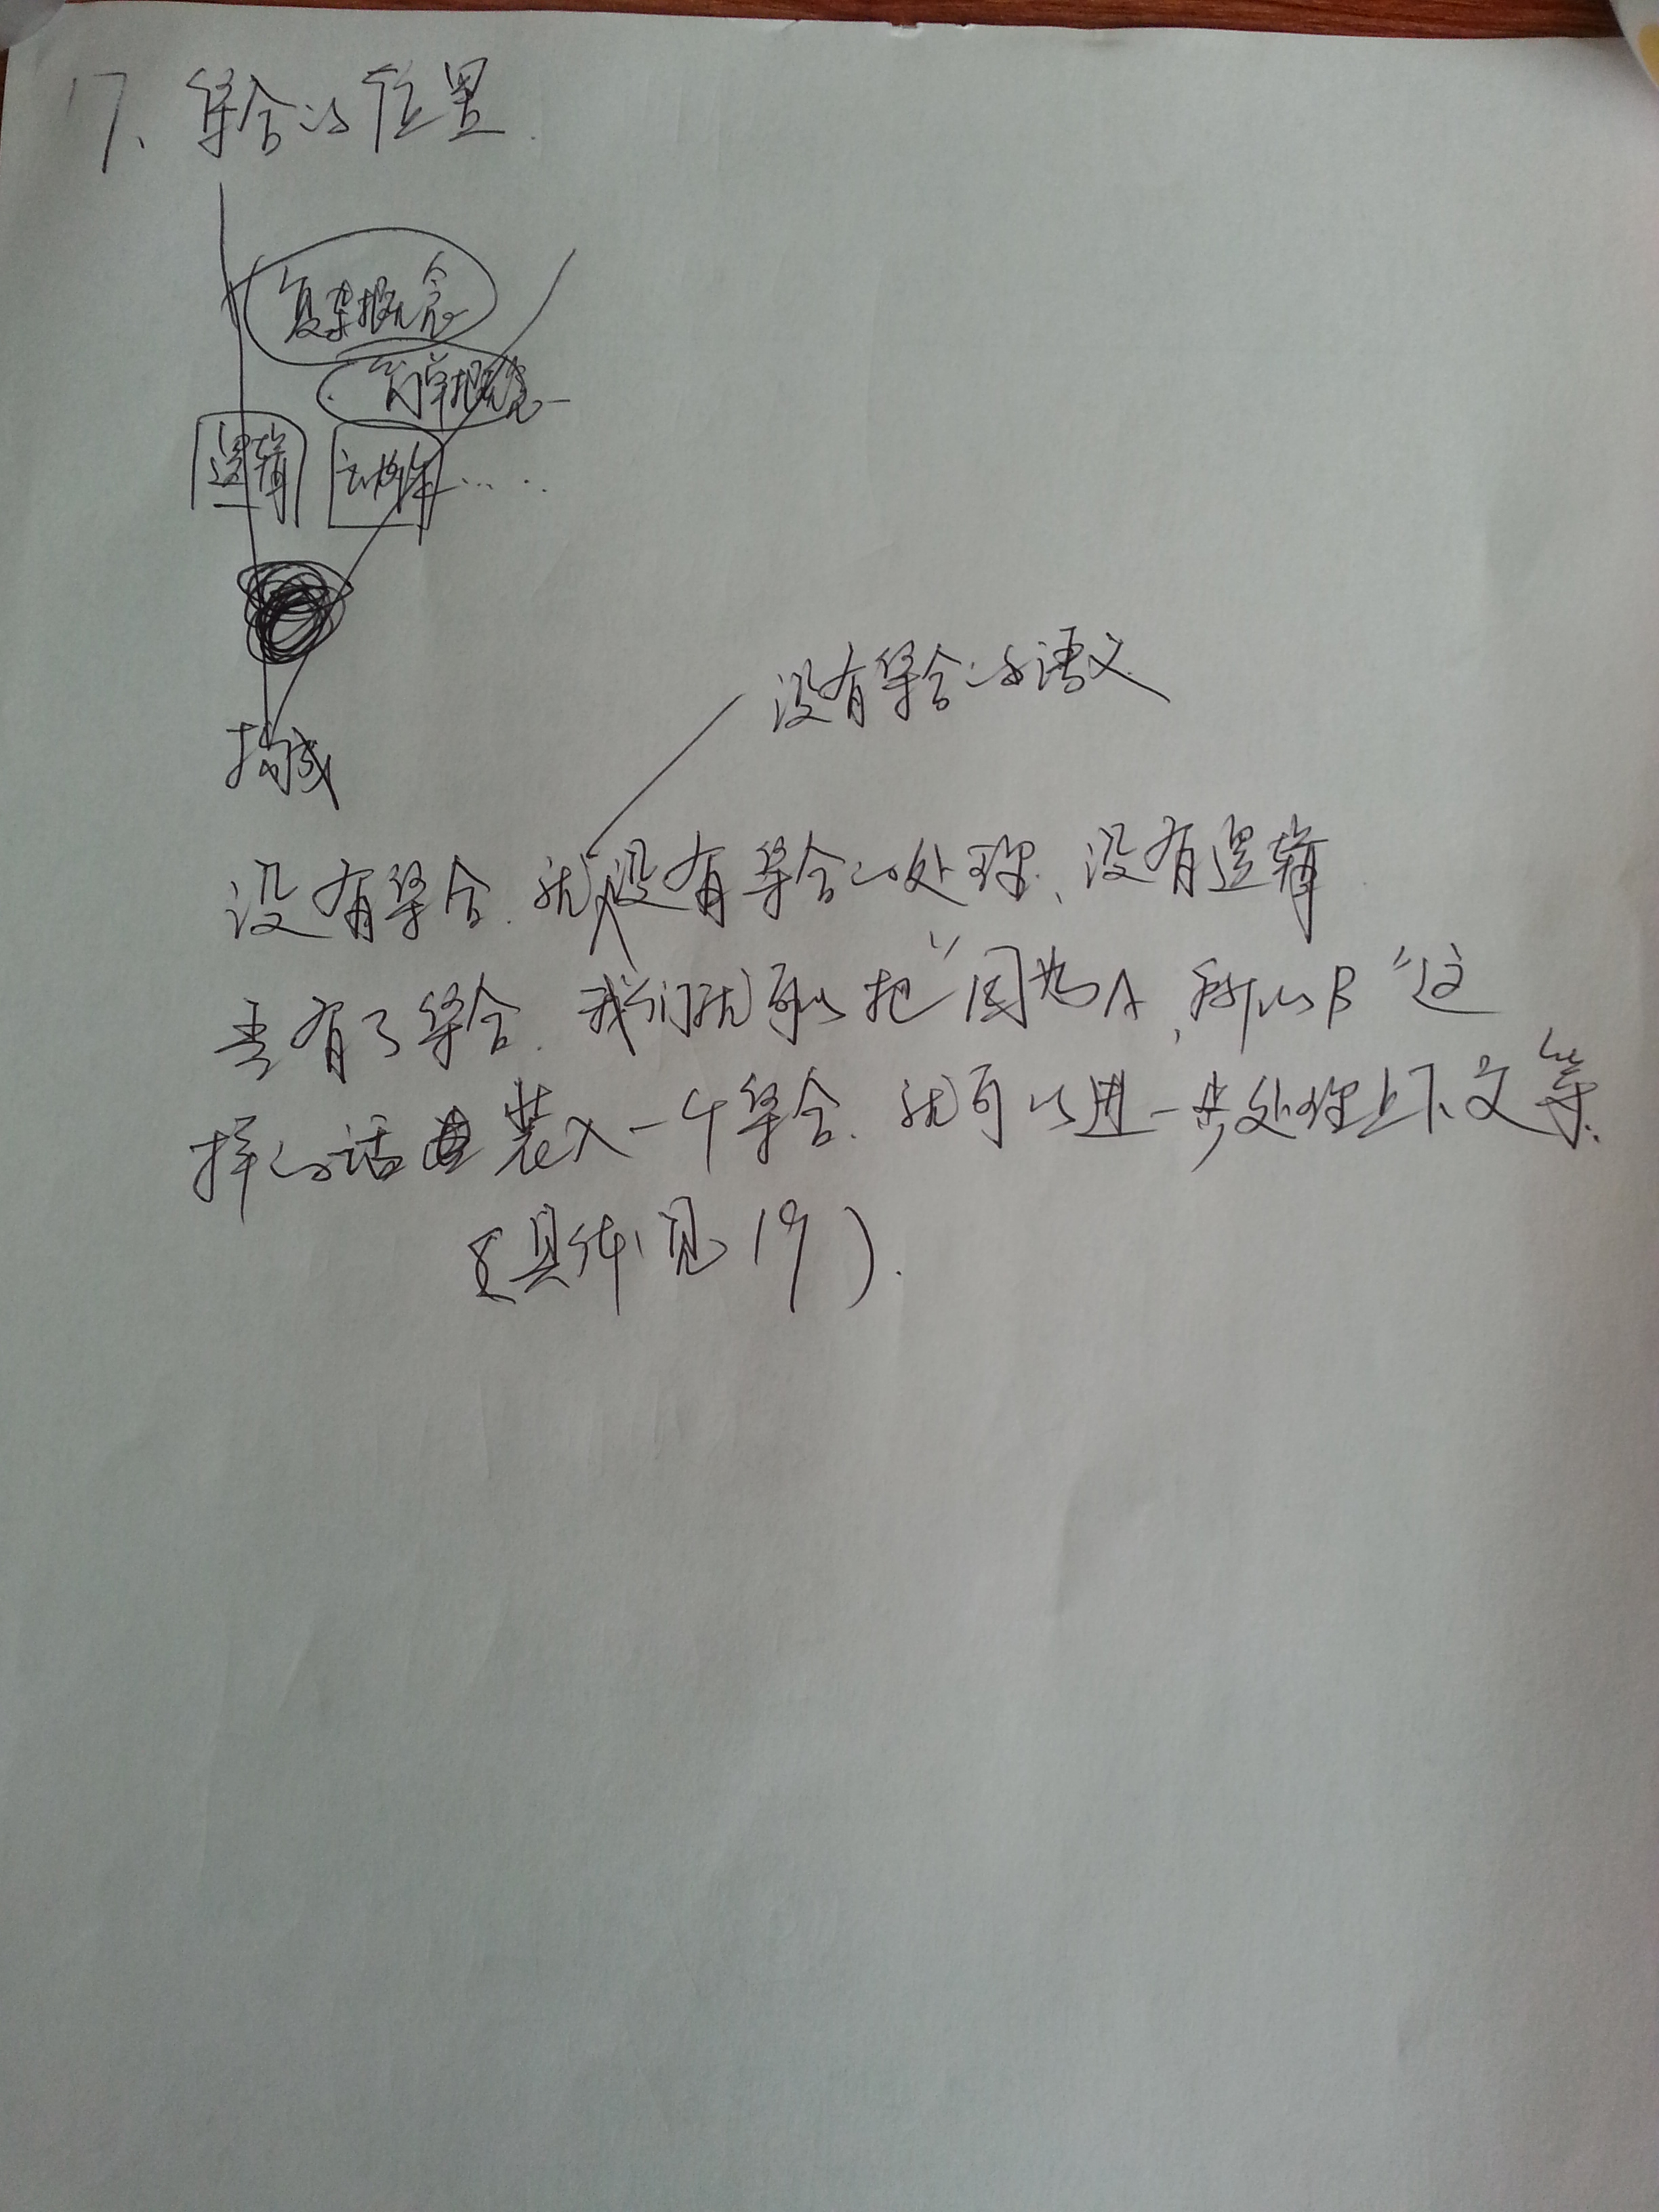 17、集合的位置
复杂概念
简单概念
逻辑
……
构成
没有集合的语义
没有集合.就没有集合的处理、没有逻辑
有了集合.我们就可以把“因为A,所以B”这
样的话装入一个集合.就可以进一步处理上下文等.
(具体见19).